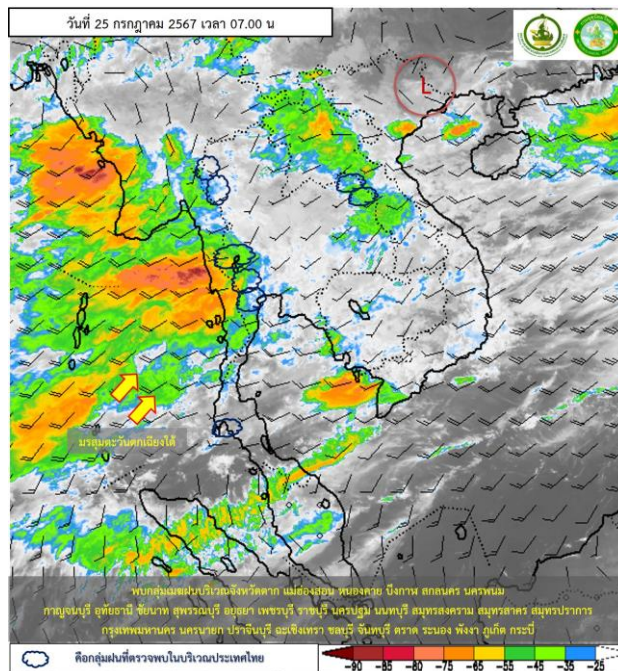 วันที่ 25 กรกฎาคม 2567 เวลา 07.00 น
L
มรสุมตะวันตกเฉียงใต้
พบกลุ่มเมฆฝนบริเวณจังหวัดตาก แม่ฮ่องสอน หนองคาย บึงกาฬ สกลนคร นครพนม
กาญจนบุรี อุทัยธานี ชัยนาท สุพรรณบุรี อยุธยา เพชรบุรี ราชบุรี นครปฐม นนทบุรี สมุทรสงคราม สมุทรสาคร สมุทรปราการ
กรุงเทพมหานคร นครนายก ปราจีนบุรี ฉะเชิงเทรา ชลบุรี จันทบุรี ตราด ระนอง พังงา ภูเก็ต กระบี่
คือกลุ่มฝนที่ตรวจพบในบริเวณประเทศไทย
-90 -85 -80 -75 -65 -55 -45 -35 -25